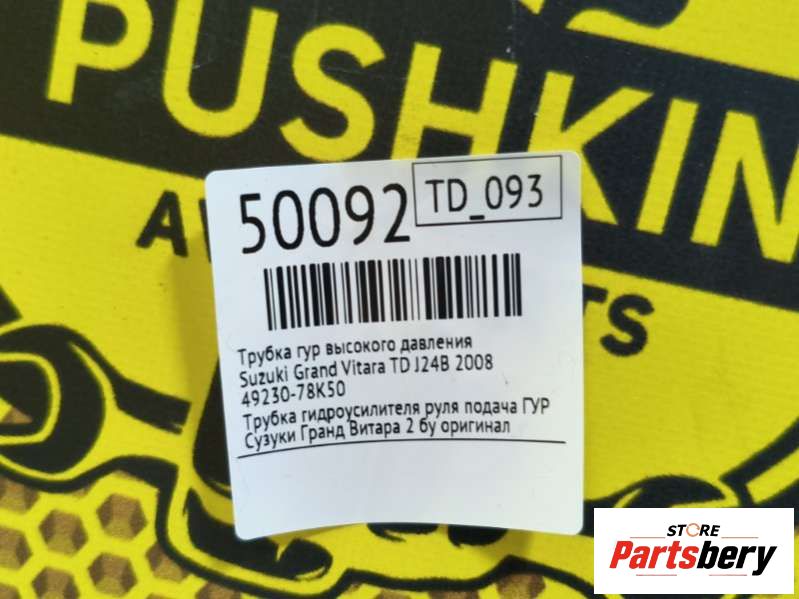 PUSHKIN
50092
TD_093
Трубка гур высокого давления
Suzuki Grand Vitara TD J24B 2008
49230-78K50
Трубка гидроусилителя руля подача ГУР
Сузуки Гранд Витара 2 бу оригинал
STORE
Partsbery